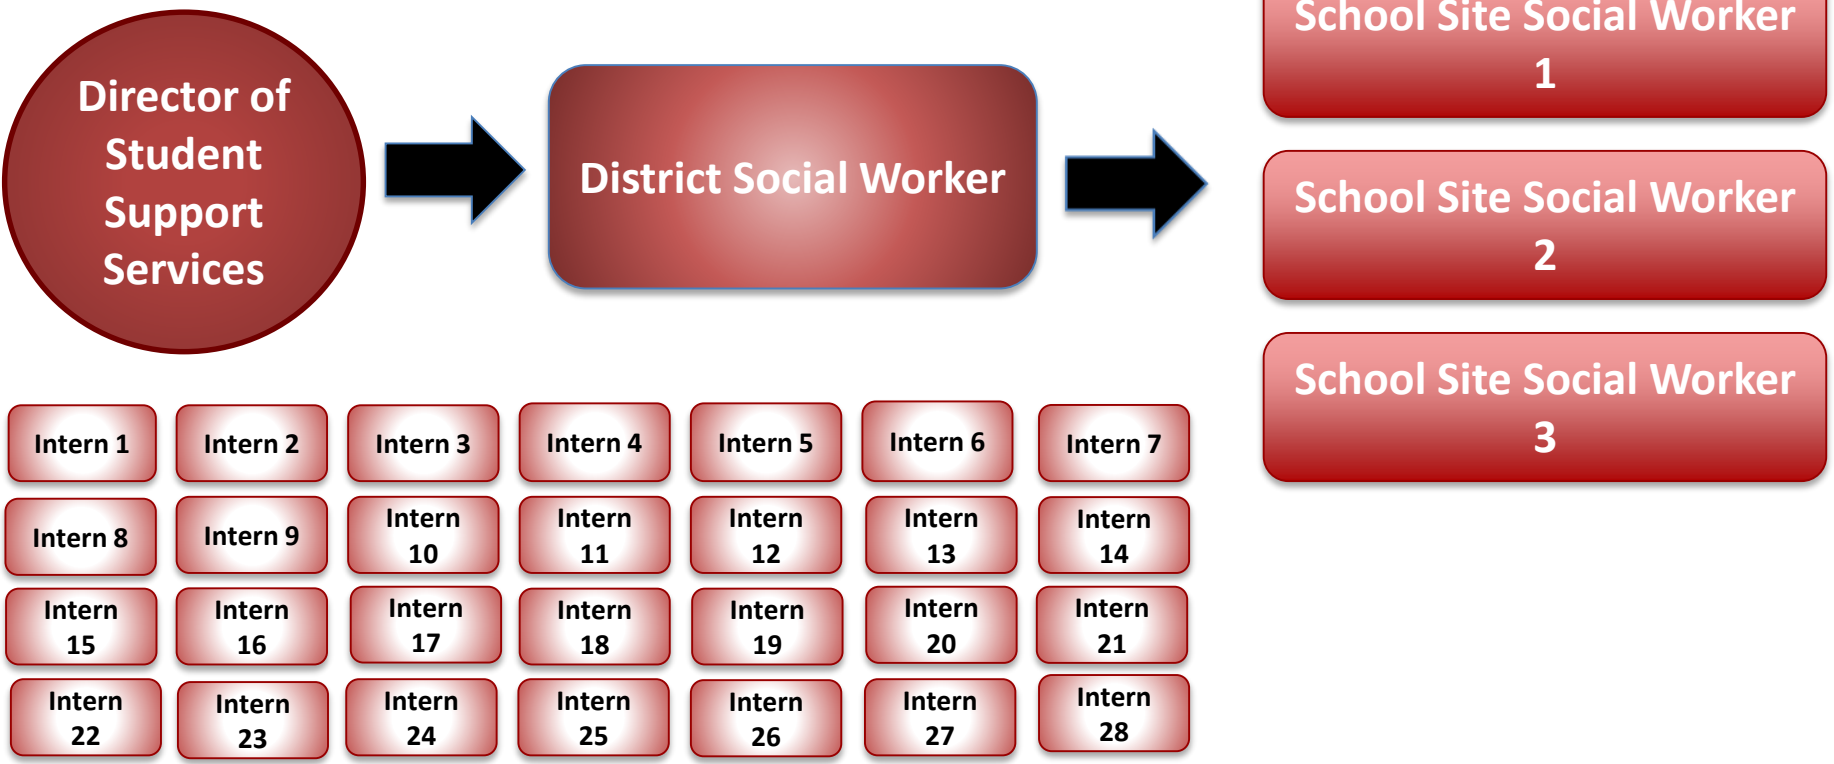 Director of
Student
Support
Services
District Social Worker
School Site Social Worker
1
School Site Social Worker
2
School Site Social Worker
3
Intern 1
Intern 2
Intern 3
Intern 4
Intern 5
Intern 6
Intern 7
Intern 8
Intern 9
Intern
10
Intern
11
Intern
12
Intern
13
Intern
14
Intern
15
Intern
16
Intern
17
Intern
18
Intern
19
Intern
20
Intern
21
Intern
22
Intern
23
Intern
24
Intern
25
Intern
26
Intern
27
Intern
28